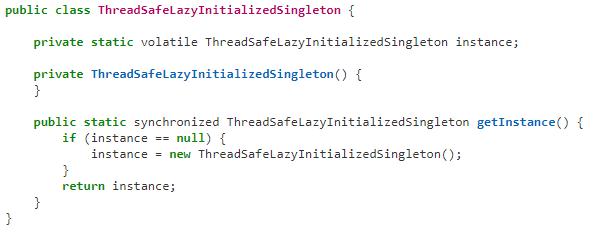 public class ThreadSafeLazyInitializedSingleton {
    private static volatile ThreadSafeLazyInitializedSingleton instance;
    private ThreadSafeLazyInitializedSingleton() {
    }
    public static synchronized ThreadSafeLazyInitializedSingleton getInstance() {
        if (instance == null) {
            instance = new ThreadSafeLazyInitializedSingleton();
        }
        return instance;
    }
}